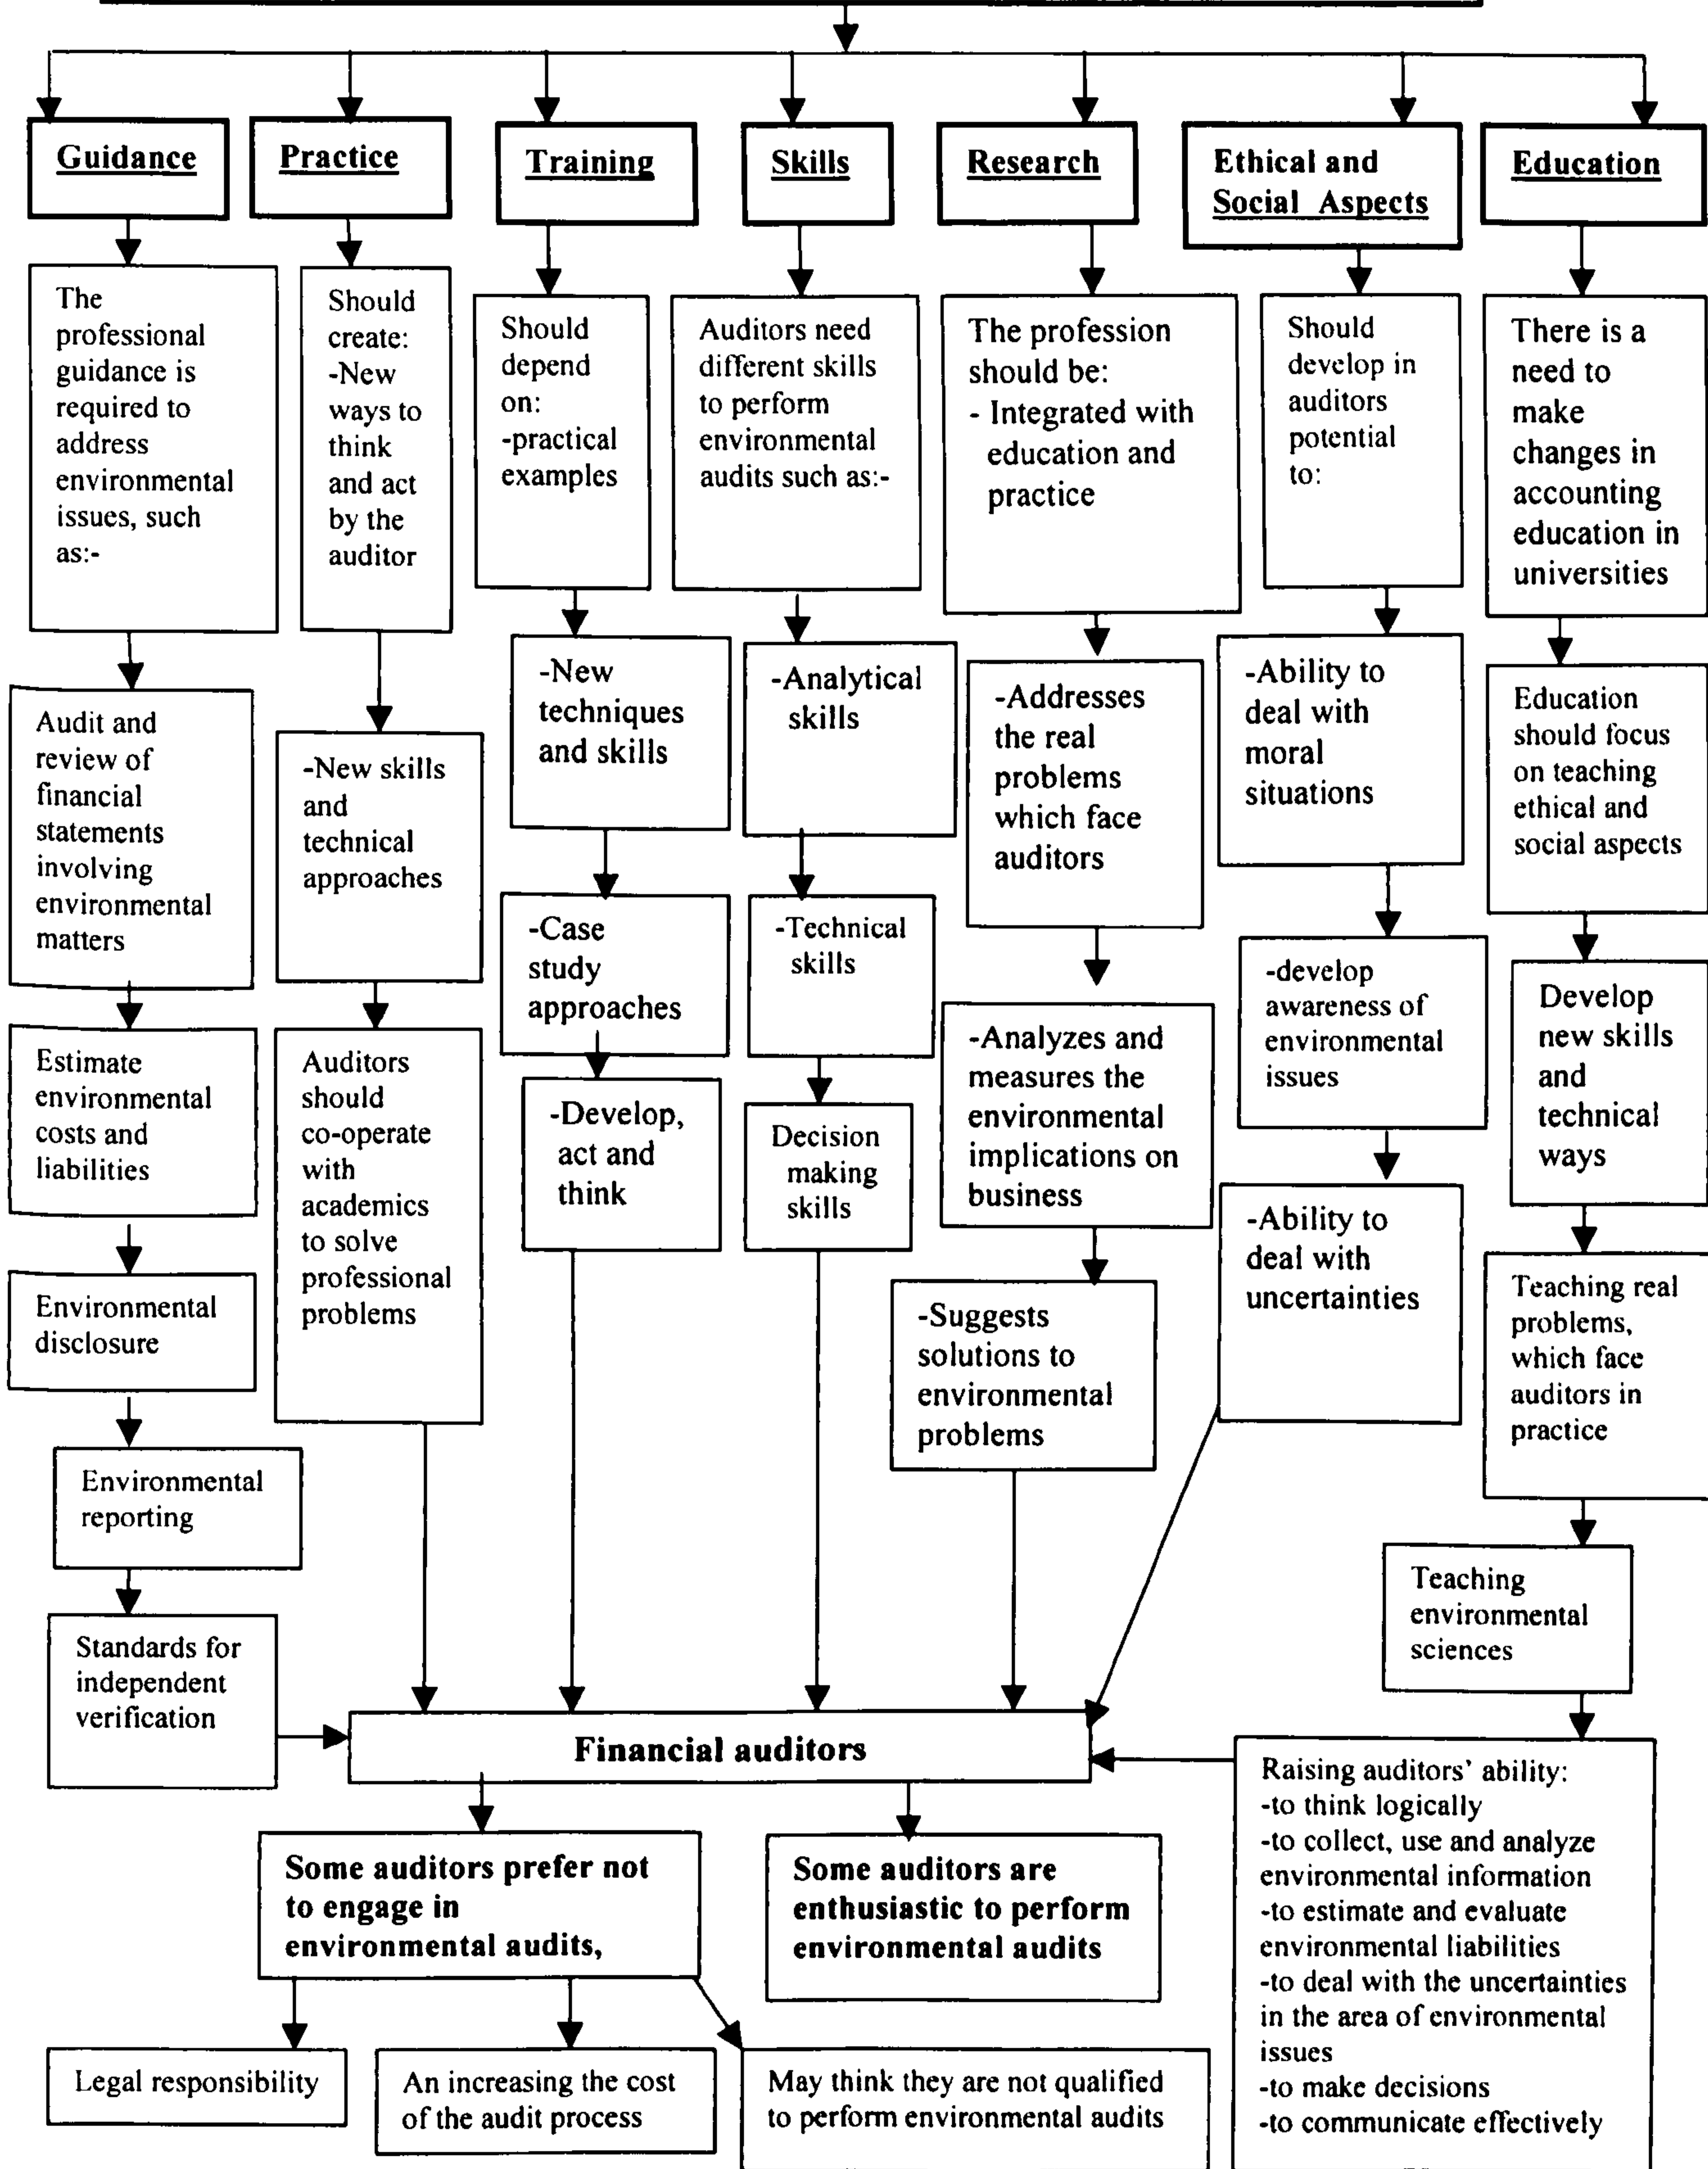 Guidance
Practice
Training
Skills
Research
Ethical and
Social Aspects
Education
The
professional
guidance is
required to
address
environmental
issues, such
as:-
Should
create:
-New
ways to
think
and act
by the
auditor
Should
depend
on:
-practical
examples
Auditors need
different skills
to perform
environmental
audits such as:-
The profession
should be:
- Integrated with
education and
practice
Should
develop in
auditors
potential
to:
There is a
need to
make
changes in
accounting
education in
universities
Audit and
review of
financial
statements
involving
environmental
matters
-New skills
and
technical
approaches
-New
techniques
and skills
-Analytical
skills
-Addresses
the real
problems
which face
auditors
-Ability to
deal with
moral
situations
Education
should focus
on teaching
ethical and
social aspects
-Case
study
approaches
-Technical
skills
-develop
awareness of
environmental
issues
Develop
new skills
and
technical
ways
Estimate
environmental
costs and
liabilities
Auditors
should
co-operate
with
academics
to solve
professional
problems
-Develop,
act and
think
Decision
making
skills
-Analyzes and
measures the
environmental
implications on
business
-Ability to
deal with
uncertainties
Environmental
disclosure
-Suggests
solutions to
environmental
problems
Teaching real
problems,
which face
auditors in
practice
Environmental
reporting
Teaching
environmental
sciences
Standards for
independent
verification
Financial auditors
Raising auditors' ability:
-to think logically
-to collect, use and analyze
environmental information
-to estimate and evaluate
environmental liabilities
-to deal with the uncertainties
in the area of environmental
issues
-to make decisions
-to communicate effectively
Some auditors prefer not
to engage in
environmental audits,
Some auditors are
enthusiastic to perform
environmental audits
Legal responsibility
An increasing the cost
of the audit process
May think they are not qualified
to perform environmental audits